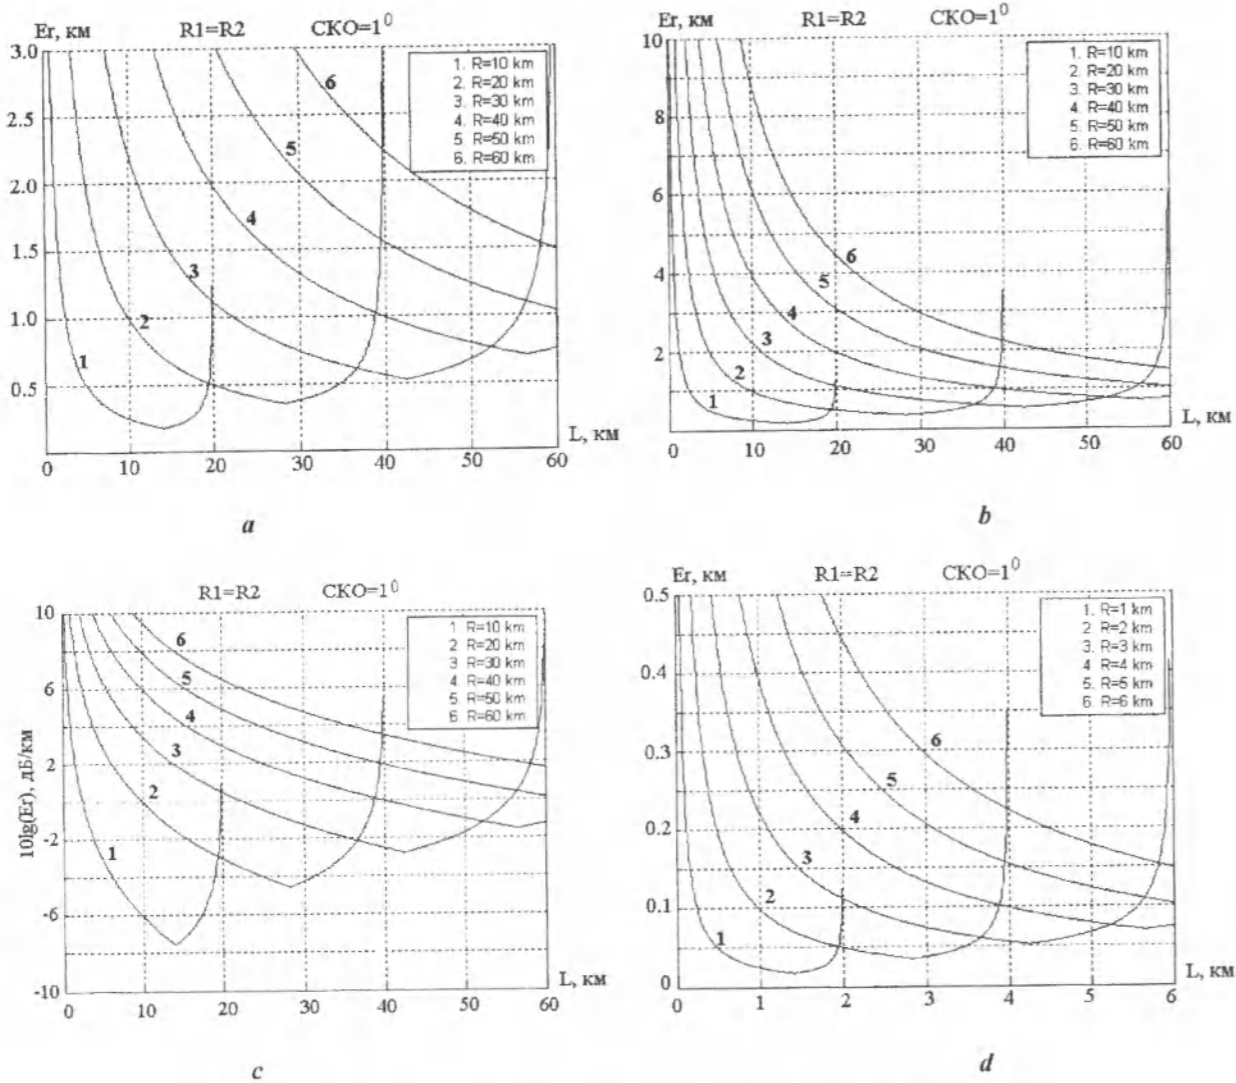 Er, км R1=R2 СКО=1⁰
3.0
2.5
2.0
1.5
1.0
0.5
0 10 20 30 40 50 60
L, км
1. R=10 km
2. R=20 km
3. R=30 km
4. R=40 km
5. R=50 km
6. R=60 km
1
2
3
4
5
6
a
Er, км R1=R2 СКО=1⁰
10
8
6
4
2
0 10 20 30 40 50 60
L, км
1. R=10 km
2. R=20 km
3. R=30 km
4. R=40 km
5. R=50 km
6. R=60 km
1
2
3
4
5
6
b
R1=R2 СКО=1⁰
10lg(Er), дБ/км
10
6
2
-2
-6
-10
0 10 20 30 40 50 60
L, км
1 R=10 km
2 R=20 km
3 R=30 km
4 R=40 km
5 R=50 km
6 R=60 km
1
2
3
4
5
6
c
Er, км R1=R2 СКО=1⁰
0.5
0.4
0.3
0.2
0.1
0
0 1 2 3 4 5 6
L, км
1. R=1 km
2. R=2 km
3. R=3 km
4. R=4 km
5. R=5 km
6. R=6 km
1
2
3
4
5
6
d